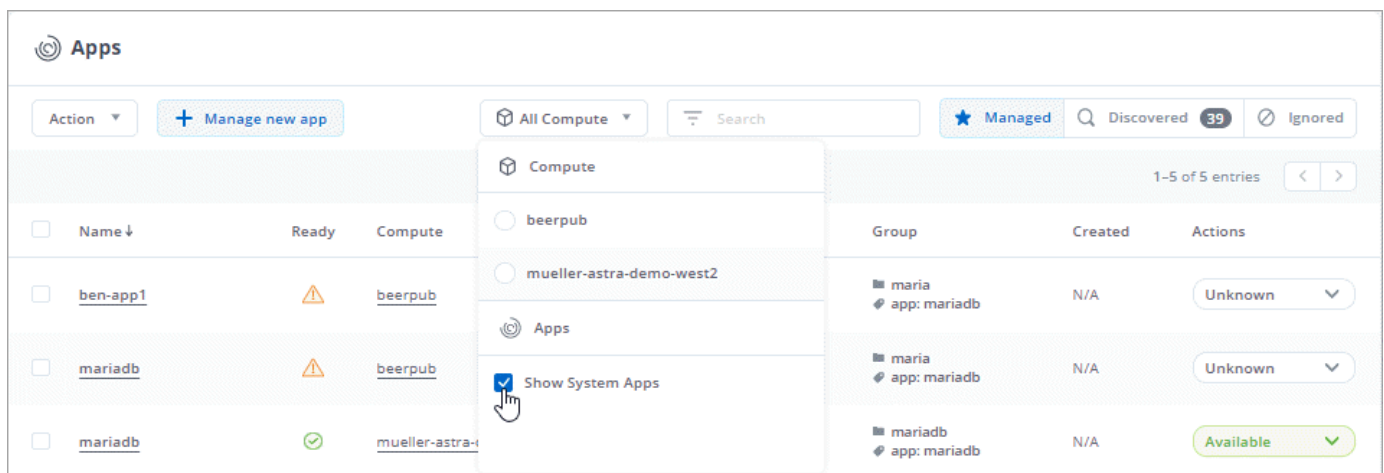 Apps
Action
+ Manage new app
All Compute
Search
Managed
Discovered 39
Ignored
Compute
1–5 of 5 entries
beerpub
mueller-astra-demo-west2
Apps
Show System Apps
Name↓ Ready Compute Group Created Actions
ben-app1 beerpub maria N/A Unknown
app: mariadb
mariadb beerpub maria N/A Unknown
app: mariadb
mariadb mueller-astra- mariadb N/A Available
app: mariadb